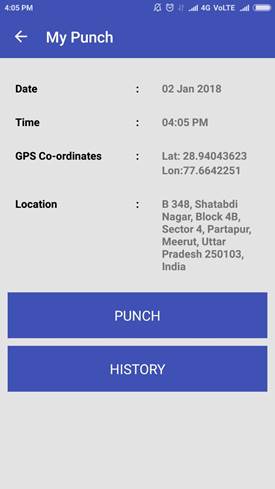 4:05 PM 4G VoLTE
My Punch
Date : 02 Jan 2018
Time : 04:05 PM
GPS Co-ordinates : Lat: 28.94043623
Lon:77.6642251
Location : B 348, Shatabdi
Nagar, Block 4B,
Sector 4, Partapur,
Meerut, Uttar
Pradesh 250103,
India
PUNCH
HISTORY